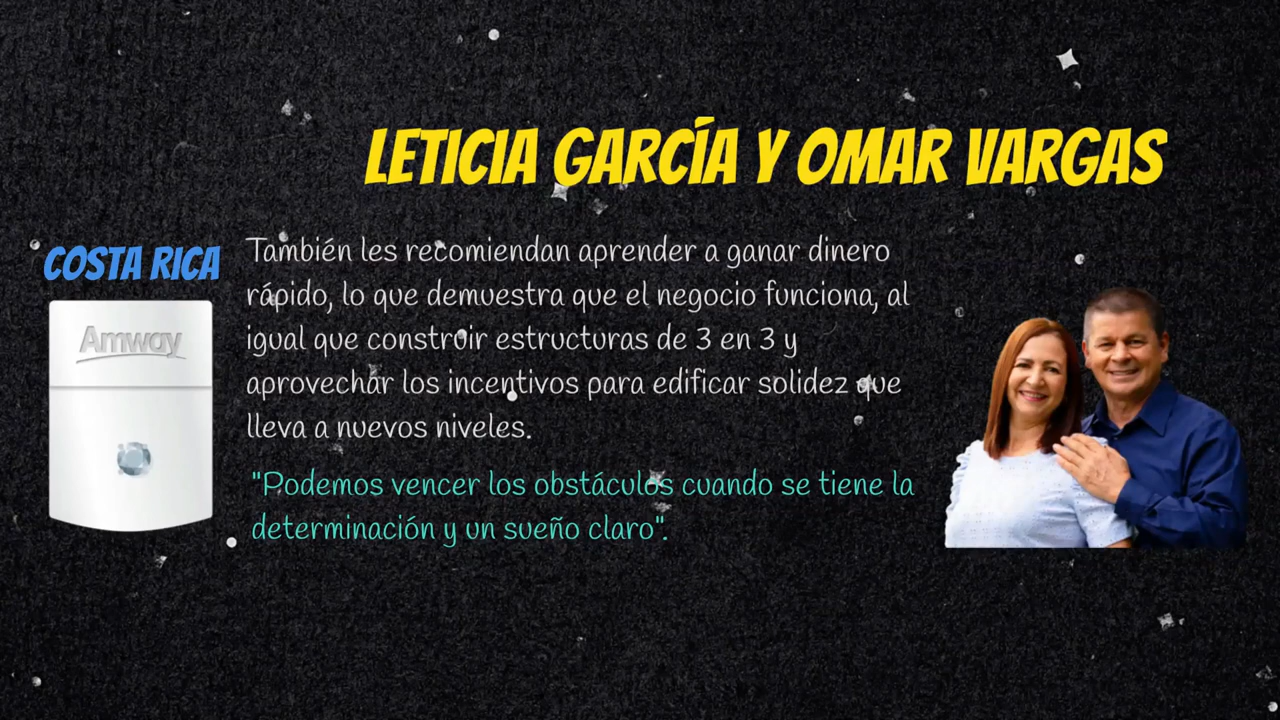 LETICIA GARCÍA Y OMAR VARGAS
COSTA RICA
Amway
También les recomiendan aprender a ganar dinero
rápido, lo que demuestra que el negocio funciona, al
igual que construir estructuras de 3 en 3 y
aprovechar los incentivos para edificar solidez que
lleva a nuevos niveles.
"Podemos vencer los obstáculos cuando se tiene la
determinación y un sueño claro".